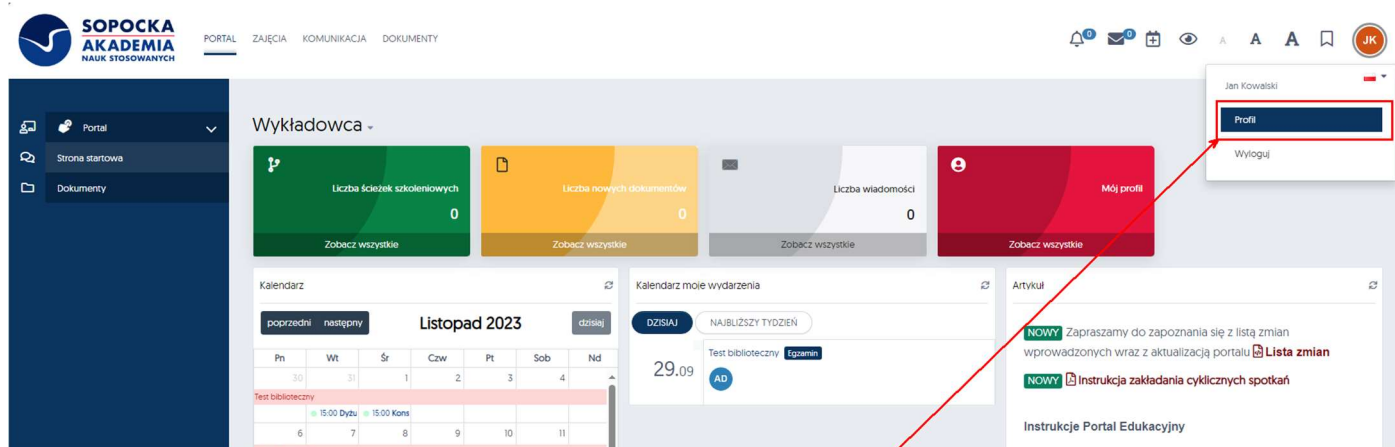 SOPOCKA
AKADEMIA
NAUK STOSOWANYCH
PORTAL ZAJĘCIA KOMUNIKACJA DOKUMENTY
0 0 A A A JK
Jan Kowalski
Profil
Wyloguj
Portal
Strona startowa
Dokumenty
Wykładowca
Liczba ścieżek szkoleniowych
0
Zobacz wszystkie
Liczba nowych dokumentów
0
Zobacz wszystkie
Liczba wiadomości
0
Zobacz wszystkie
Mój profil
Zobacz wszystkie
Kalendarz
poprzedni następny Listopad 2023 dzisiaj
Pn Wt Śr Czw Pt Sob Nd
30 31 1 2 3 4
Test biblioteczny
15:00 Dyżu 15:00 Kons
6 7 8 9 10 11
Kalendarz moje wydarzenia
DZISIAJ NAJBLIŻSZY TYDZIEŃ
29.09
Test biblioteczny Egzamin
AD
Artykuł
NOWY Zapraszamy do zapoznania się z listą zmian
wprowadzonych wraz z aktualizacją portalu Lista zmian
NOWY Instrukcja zakładania cyklicznych spotkań
Instrukcje Portal Edukacyjny